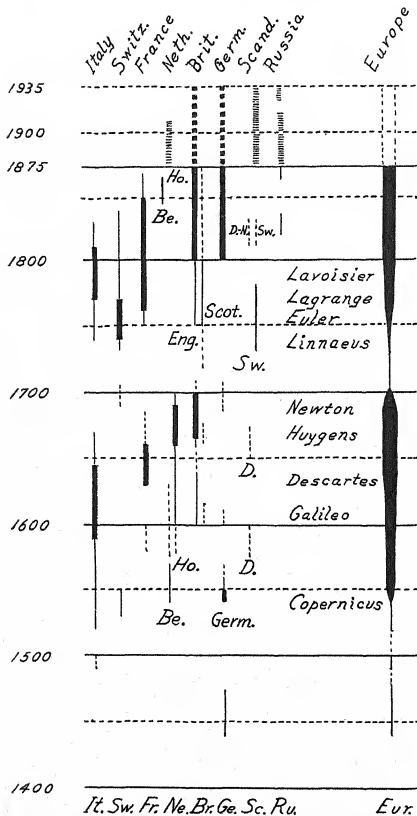 Italy Switz. France Neth. Brit. Germ. Scand. Russia Europe
1935
1900
1875
Ho.
Be.
D.-N. Sw.
1800
Lavoisier
Lagrange
Scot. Euler
Eng. Linnaeus
Sw.
1700
Newton
Huygens
D.
Descartes
Galileo
1600
Ho. D.
Copernicus
Be. Germ.
1500
1400
It. Sw. Fr. Ne. Br. Ge. Sc. Ru. Eur.